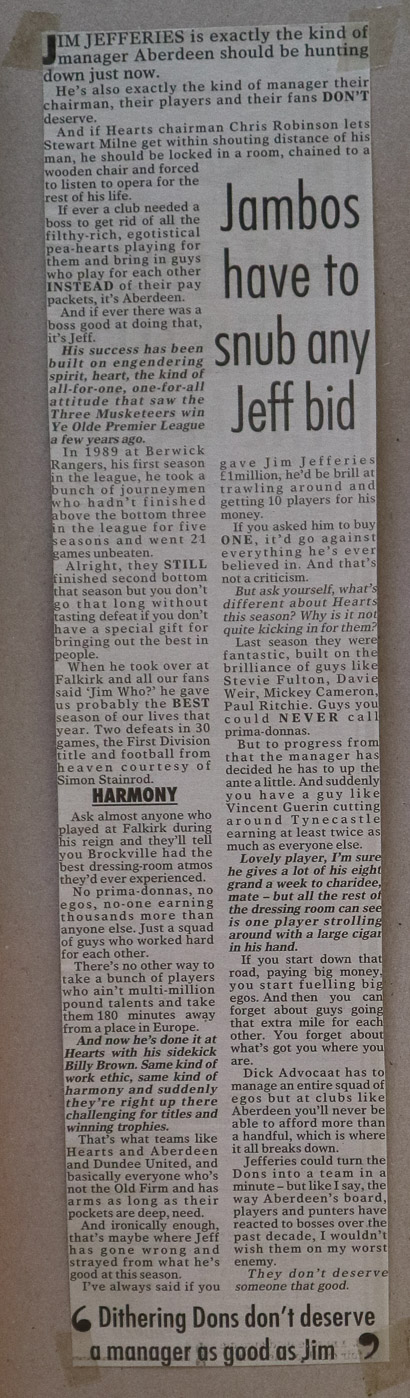 JIM JEFFERIES is exactly the kind of
manager Aberdeen should be hunting
down just now.
He's also exactly the kind of manager their
chairman, their players and their fans DON'T
deserve.
And if Hearts chairman Chris Robinson lets
Stewart Milne get within shouting distance of his
man, he should be locked in a room, chained to a
wooden chair and forced
to listen to opera for the
rest of his life.
If ever a club needed a
boss to get rid of all the
filthy-rich, egotistical
pea-hearts playing for
them and bring in guys
who play for each other
INSTEAD of their pay
packets, it's Aberdeen.
And if ever there was a
boss good at doing that,
it's Jeff.
His success has been
built on engendering
spirit, heart, the kind of
all-for-one, one-for-all
attitude that saw the
Three Musketeers win
Ye Olde Premier League
a few years ago.
In 1989 at Berwick
Rangers, his first season
in the league, he took a
bunch of journeymen
who hadn't finished
above the bottom three
in the league for five
seasons and went 21
games unbeaten.
Alright, they STILL
finished second bottom
that season but you don't
go that long without
tasting defeat if you don't
have a special gift for
bringing out the best in
people.
When he took over at
Falkirk and all our fans
said 'Jim Who?' he gave
us probably the BEST
season of our lives that
year. Two defeats in 30
games, the First Division
title and football from
heaven courtesy of
Simon Stainrod.
HARMONY
Ask almost anyone who
played at Falkirk during
his reign and they'll tell
you Brockville had the
best dressing-room atmos
they'd ever experienced.
No prima-donnas, no
egos, no-one earning
thousands more than
anyone else. Just a squad
of guys who worked hard
for each other.
There's no other way to
take a bunch of players
who ain't multi-million
pound talents and take
them 180 minutes away
from a place in Europe.
And now he's done it at
Hearts with his sidekick
Billy Brown. Same kind of
work ethic, same kind of
harmony and suddenly
they're right up there
challenging for titles and
winning trophies.
That's what teams like
Hearts and Aberdeen
and Dundee United, and
basically everyone who's
not the Old Firm and has
arms as long as their
pockets are deep, need.
And ironically enough,
that's maybe where Jeff
has gone wrong and
strayed from what he's
good at this season.
I've always said if you
Jambos
have to
snub any
Jeff bid
gave Jim Jefferies
£1million, he'd be brill at
trawling around and
getting 10 players for his
money.
If you asked him to buy
ONE, it'd go against
everything he's ever
believed in. And that's
not a criticism.
But ask yourself, what's
different about Hearts
this season? Why is it not
quite kicking in for them?
Last season they were
fantastic, built on the
brilliance of guys like
Stevie Fulton, Davie
Weir, Mickey Cameron,
Paul Ritchie. Guys you
could NEVER call
prima-donnas.
But to progress from
that the manager has
decided he has to up the
ante a little. And suddenly
you have a guy like
Vincent Guerin cutting
around Tynecastle
earning at least twice as
much as everyone else.
Lovely player, I'm sure
he gives a lot of his eight
grand a week to charidee,
mate – but all the rest of
the dressing room can see
is one player strolling
around with a large cigar
in his hand.
If you start down that
road, paying big money,
you start fuelling big
egos. And then you can
forget about guys going
that extra mile for each
other. You forget about
what's got you where you
are.
Dick Advocaat has to
manage an entire squad of
egos but at clubs like
Aberdeen you'll never be
able to afford more than
a handful, which is where
it all breaks down.
Jefferies could turn the
Dons into a team in a
minute – but like I say, the
way Aberdeen's board,
players and punters have
reacted to bosses over the
past decade, I wouldn't
wish them on my worst
enemy.
They don't deserve
someone that good.
‘ Dithering Dons don't deserve
a manager as good as Jim ’